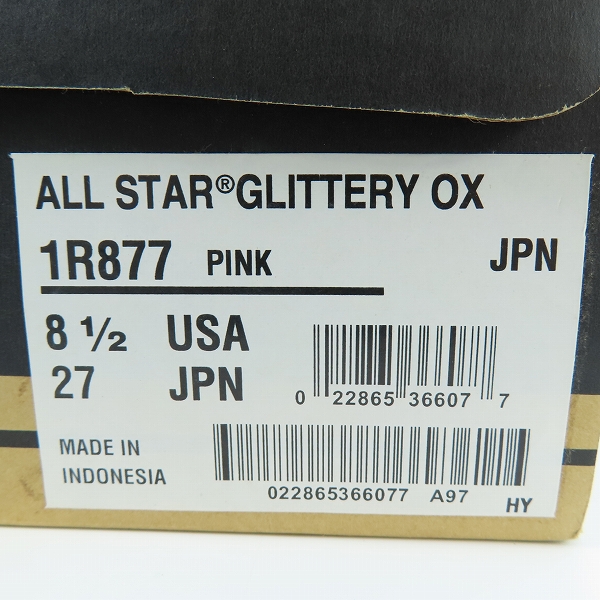 ALL STAR®GLITTERY OX
1R877 PINK JPN
8 ½ USA
27 JPN
0 22865 36607 7
MADE IN
INDONESIA
022865366077 A97
HY